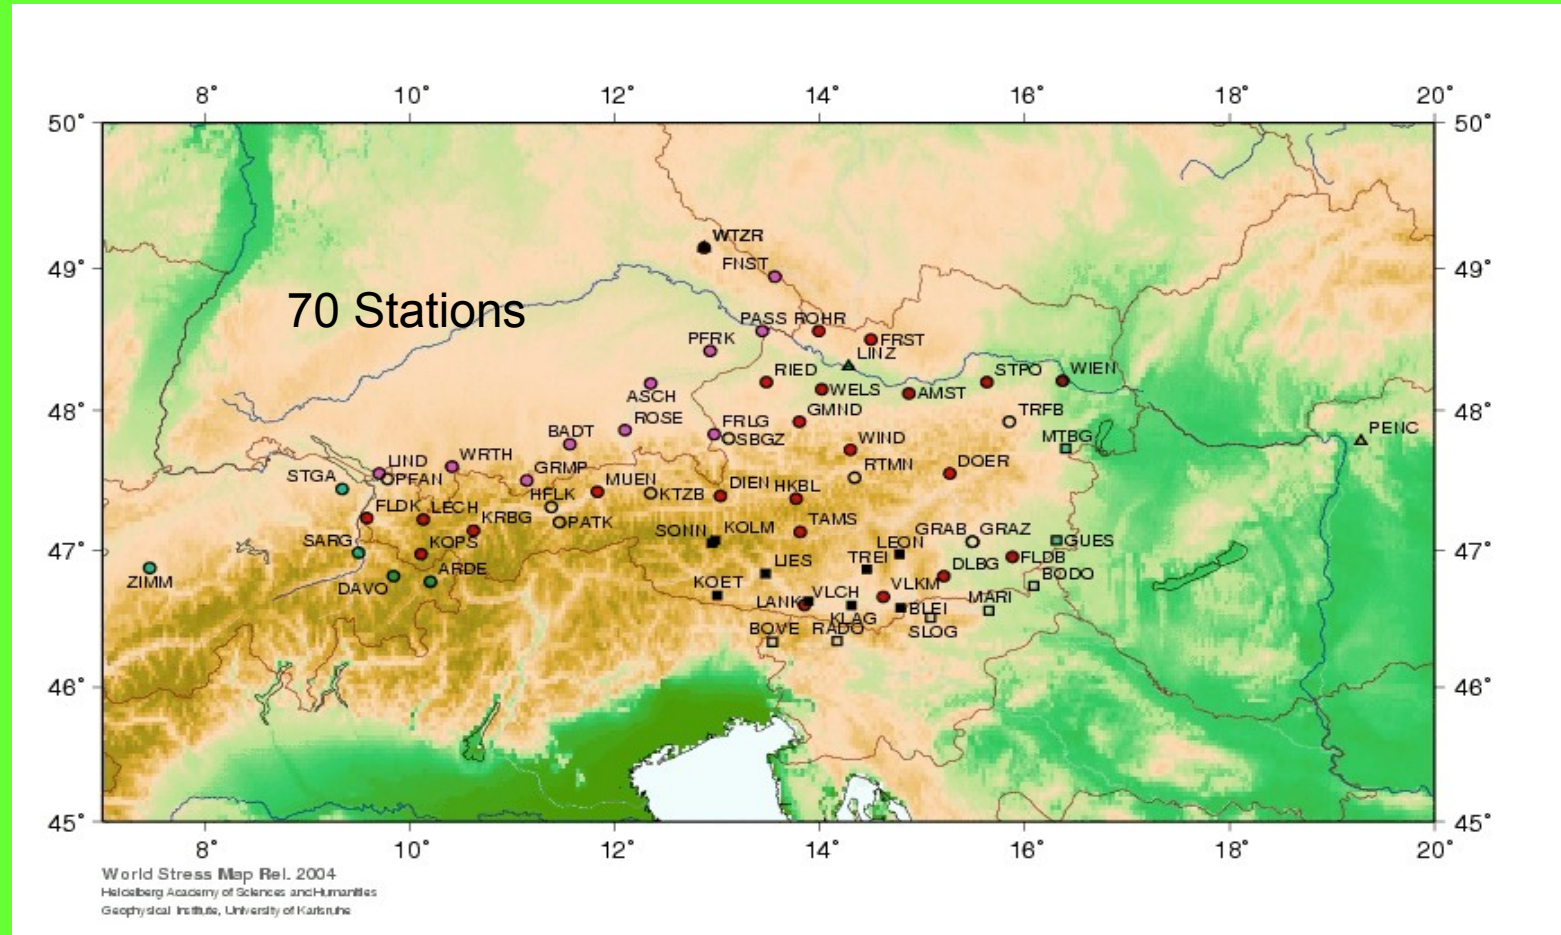 8° 10° 12° 14° 16° 18° 20°
50° 50°
WTZR
FNST
49° 49°
70 Stations
PASS ROHR
PFRK FRST
LINZ
RIED STPO WIEN
ASCH WELS AMST
48° 48°
ROSE GMND TRFB
BADT FRLG PENC
SBGZ WIND MTBG
WRTH
LIND GRMP RTMN DOER
STGA PFAN MUEN
HFLK KTZB DIEN HKBL
FLDK LECH KRBG PATK TAMS
SONN KOLM GRAB GRAZ
SARG KOPS LEON GUES
47° 47°
LIES TREI FLDB
ZIMM DAVO ARDE DLBG BODO
KOET VLCH VLKM
LANK MARI
KLAG BLEI
BOVE RADO SLOG
46° 46°
45° 45°
8° 10° 12° 14° 16° 18° 20°
World Stress Map Rel. 2004
Heidelberg Academy of Sciences and Humanities
Geophysical Institute, University of Karlsruhe